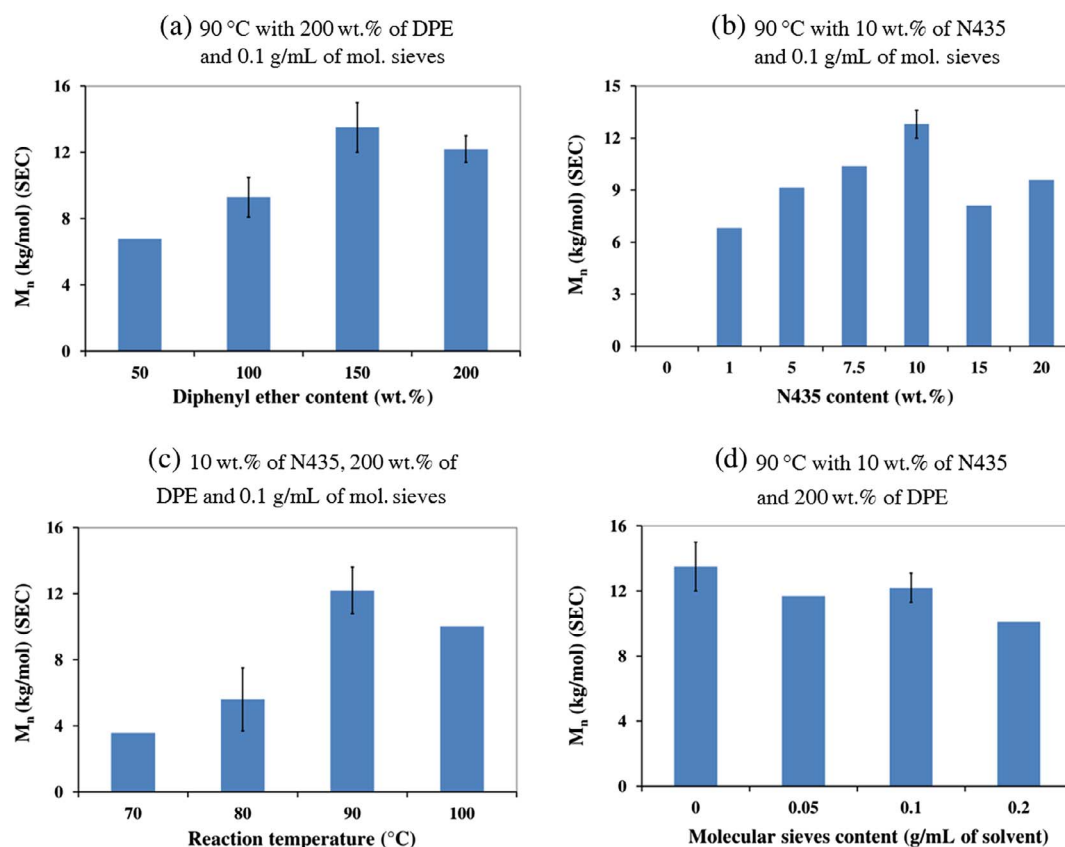 (a) 90 °C with 200 wt.% of DPE
and 0.1 g/mL of mol. sieves
16
12
8
4
0
Mₙ (kg/mol) (SEC)
50 100 150 200
Diphenyl ether content (wt.%)
(b) 90 °C with 10 wt.% of N435
and 0.1 g/mL of mol. sieves
15
12
9
6
3
0
Mₙ (kg/mol) (SEC)
0 1 5 7.5 10 15 20
N435 content (wt.%)
(c) 10 wt.% of N435, 200 wt.% of
DPE and 0.1 g/mL of mol. sieves
16
12
8
4
0
Mₙ (kg/mol) (SEC)
70 80 90 100
Reaction temperature (°C)
(d) 90 °C with 10 wt.% of N435
and 200 wt.% of DPE
16
12
8
4
0
Mₙ (kg/mol) (SEC)
0 0.05 0.1 0.2
Molecular sieves content (g/mL of solvent)